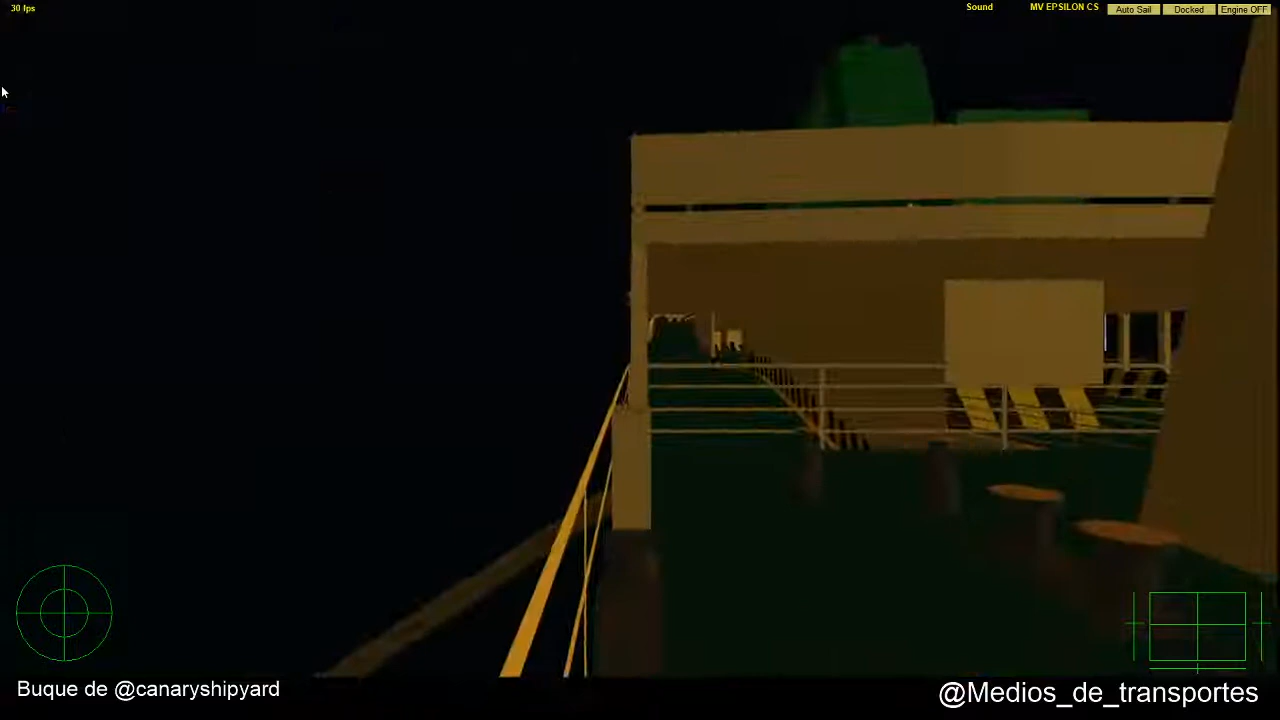 30 fps
Sound
MV EPSILON CS
Auto Sail
Docked
Engine OFF
Buque de @canaryshipyard
@Medios_de_transportes